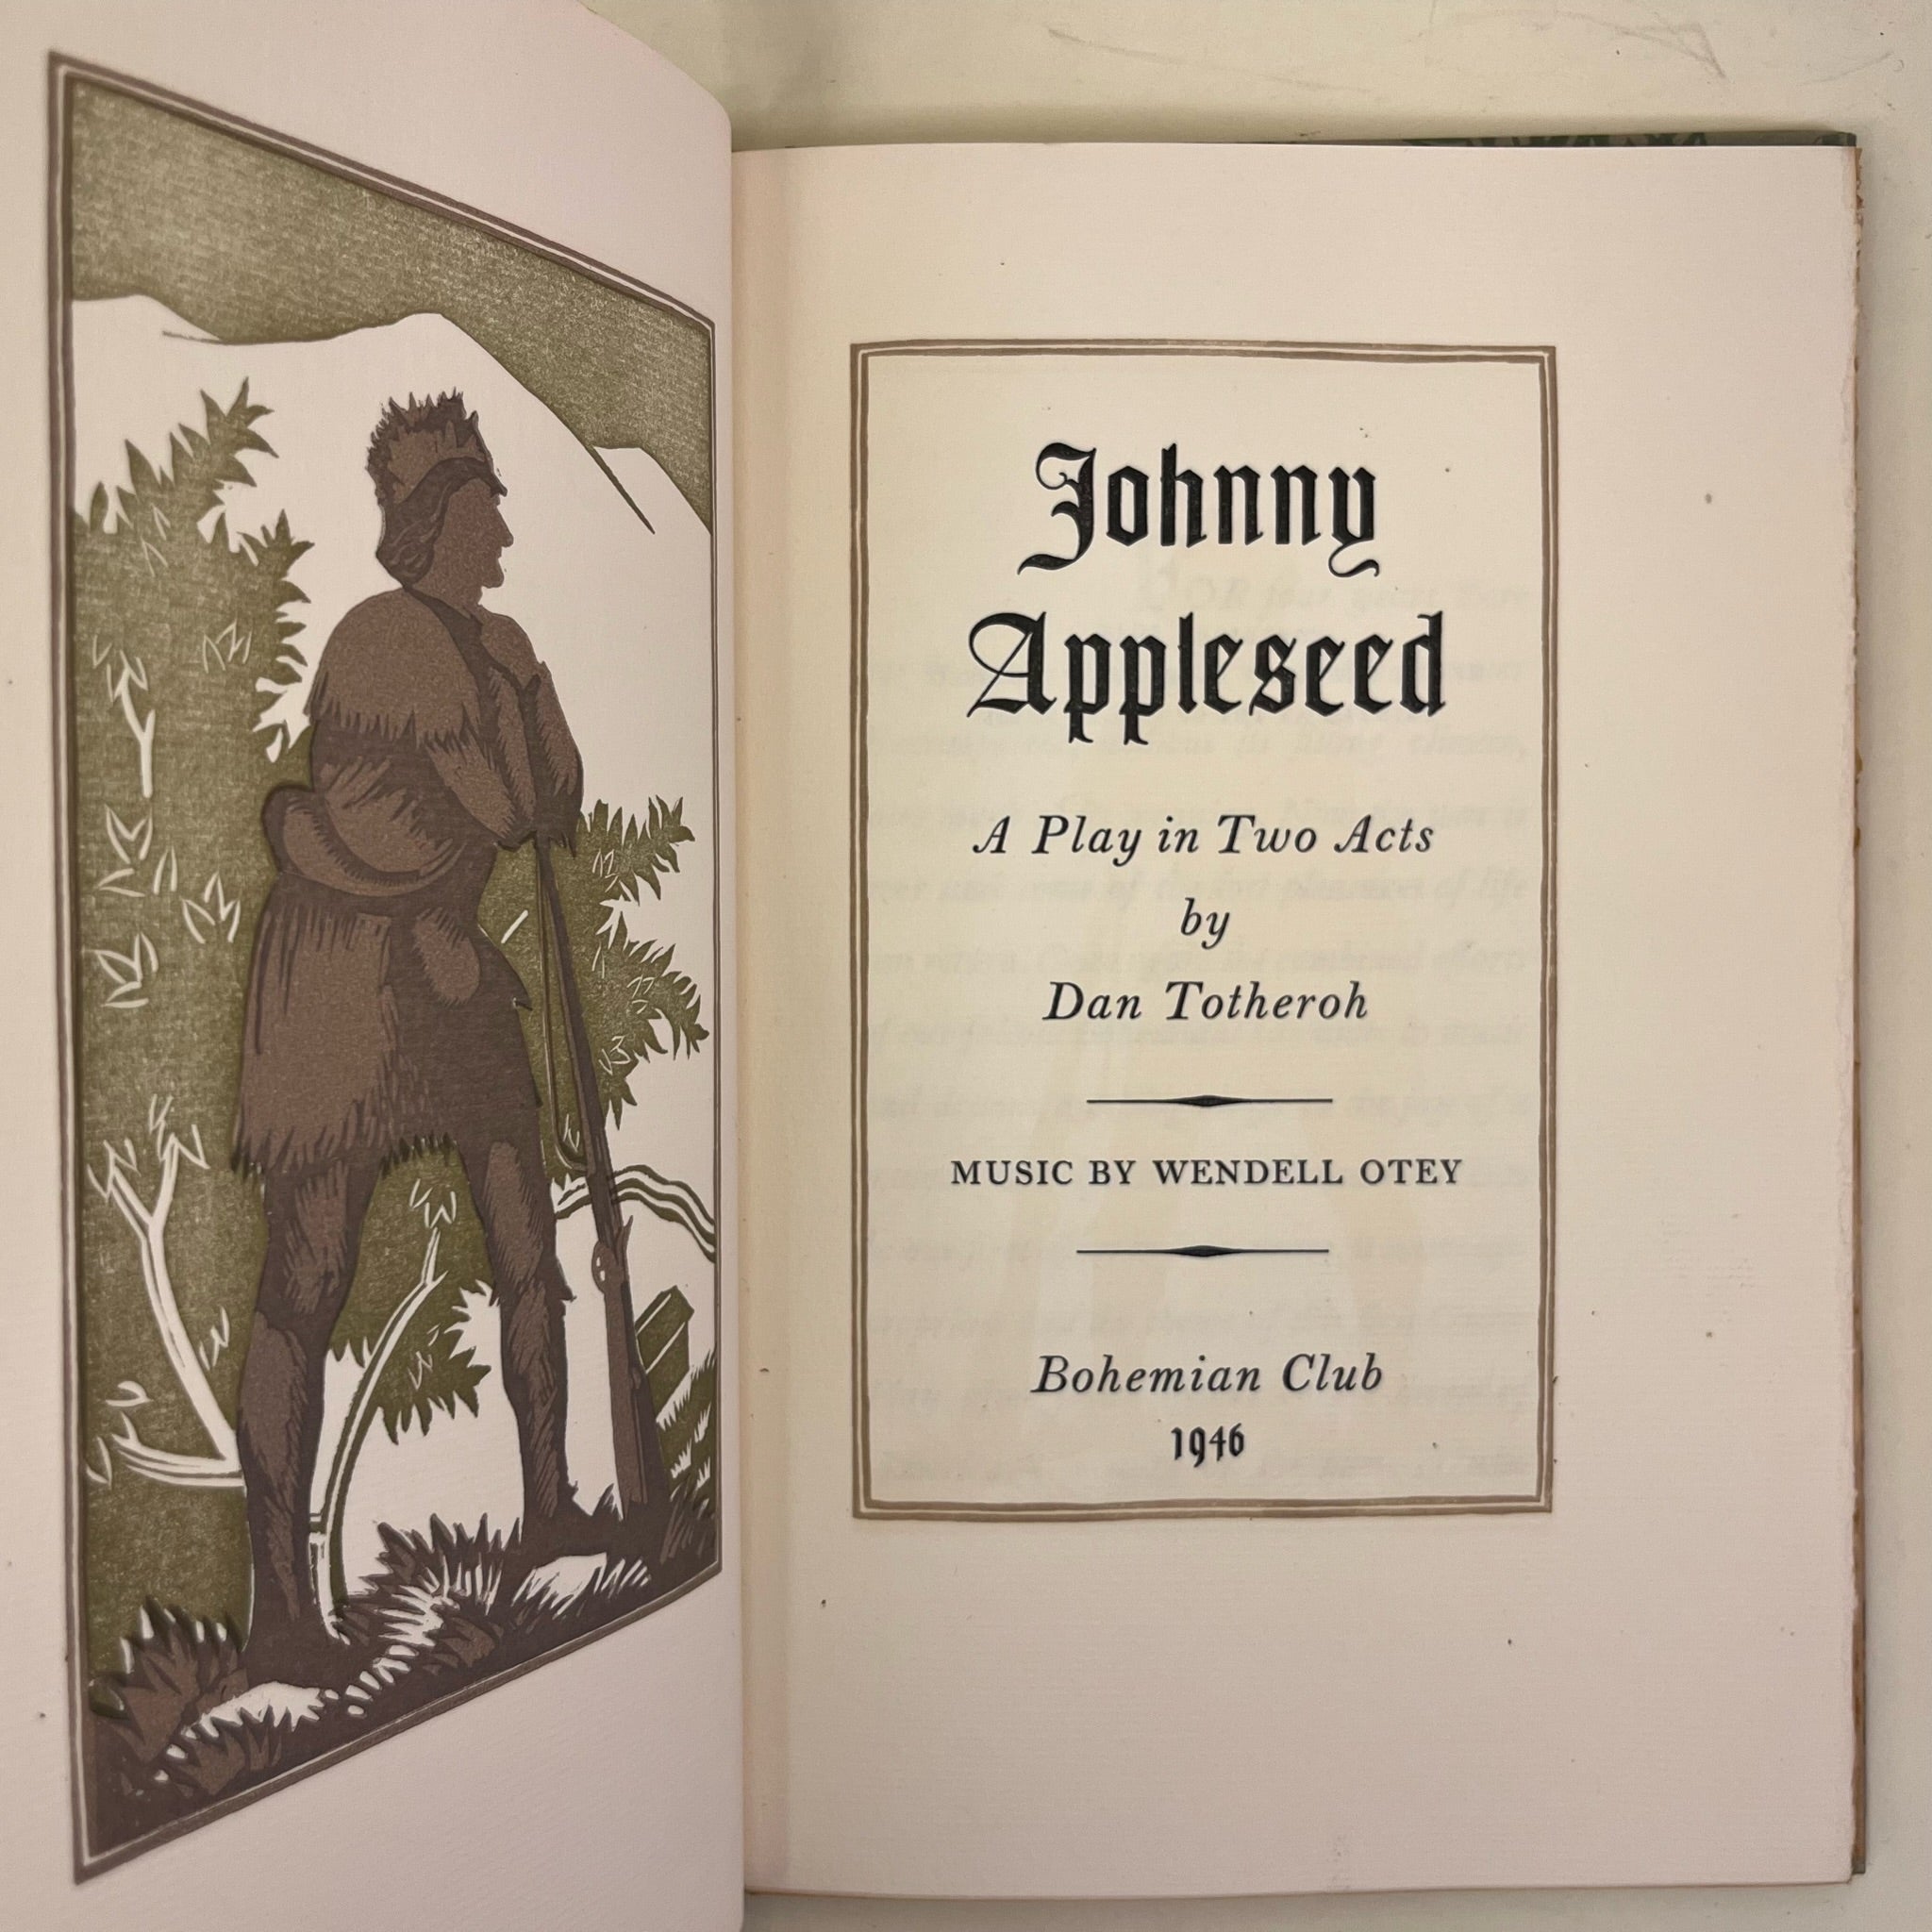 Johnny
Appleseed
A Play in Two Acts
by
Dan Totheroh
MUSIC BY WENDELL OTEY
Bohemian Club
1946